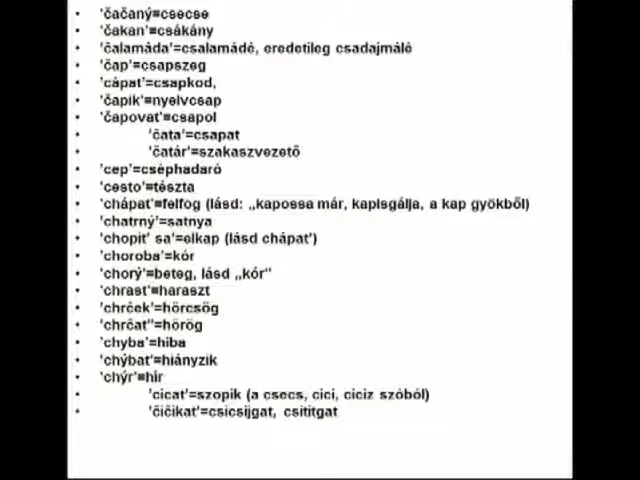 • 'čačaný=csecse
• 'čakan'=csákány
• 'čalamáda'=csalamádé, eredetileg csadajmálé
• 'čap'=csapszeg
• 'cápat'=csapkod,
• 'čapik'=nyelvcsap
• 'čapovat'=csapol
• 'čata'=csapat
• 'čatár'=szakaszvezető
• 'cep'=cséphadaró
• 'cesto'=tészta
• 'chápat'=felfog (lásd: „kapossa már, kapisgálja, a kap gyökből)
• 'chatrný'=satnya
• 'chopit' sa'=elkap (lásd chápat')
• 'choroba'=kór
• 'chorý'=beteg, lásd „kór"
• 'chrast'=haraszt
• 'chrček'=hörcsög
• 'chrčat''=hörög
• 'chyba'=hiba
• 'chýbat'=hiányzik
• 'chýr'=hír
• 'cicat'=szopik (a csecs, cici, ciciz szóból)
• 'čičikat'=csicsijgat, csititgat